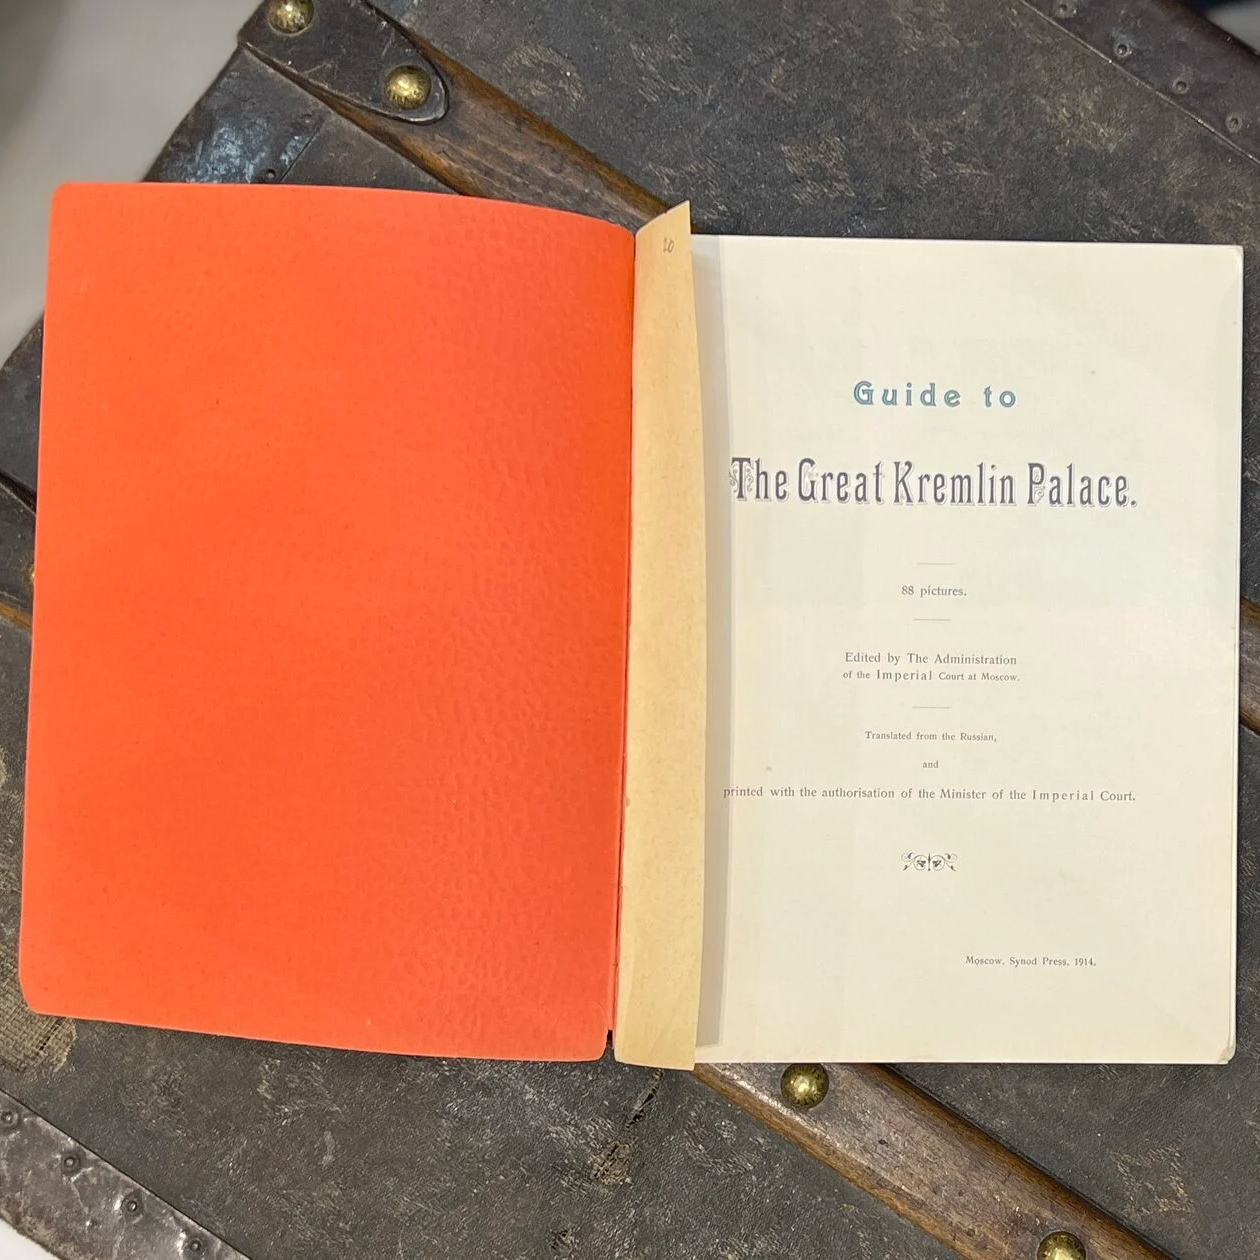 20
Guide to
The Great Kremlin Palace.
88 pictures.
Edited by The Administration
of the Imperial Court at Moscow.
Translated from the Russian,
and
printed with the authorisation of the Minister of the Imperial Court.
Moscow. Synod Press. 1914.